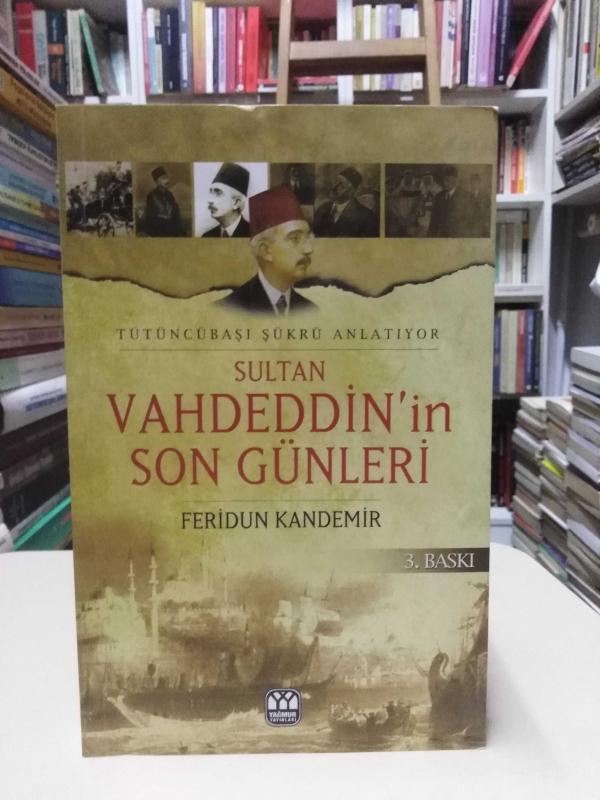 TÜTÜNCÜBAŞI ŞÜKRÜ ANLATIYOR
SULTAN
VAHDEDDİN'in
SON GÜNLERİ
FERİDUN KANDEMİR
3. BASKI
YAĞMUR
YAYINLARI